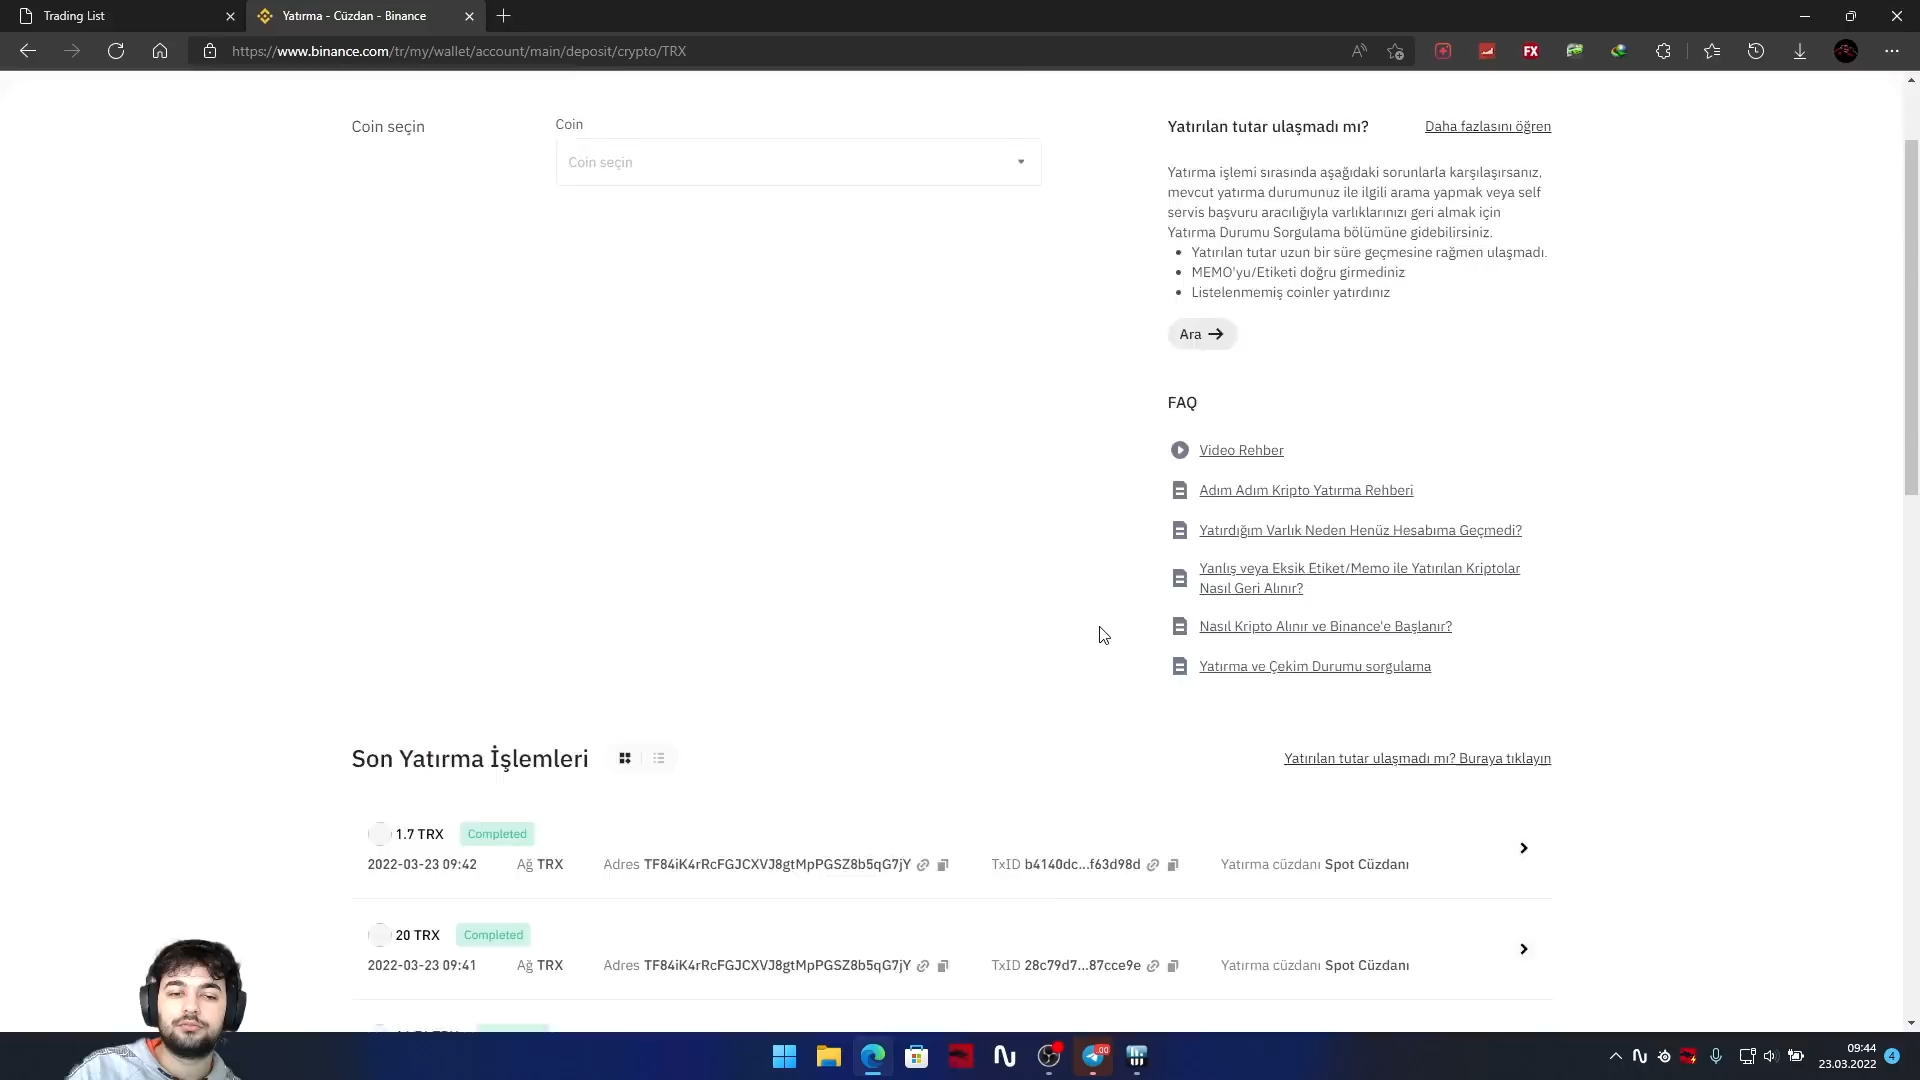 Trading List
Yatırma - Cüzdan - Binance
https://www.binance.com/tr/my/wallet/account/main/deposit/crypto/TRX
Coin seçin
Coin
Coin seçin
Yatırılan tutar ulaşmadı mı?
Daha fazlasını öğren
Yatırma işlemi sırasında aşağıdaki sorunlarla karşılaşırsanız,
mevcut yatırma durumunuz ile ilgili arama yapmak veya self
servis başvuru aracılığıyla varlıklarınızı geri almak için
Yatırma Durumu Sorgulama bölümüne gidebilirsiniz.
Yatırılan tutar uzun bir süre geçmesine rağmen ulaşmadı.
MEMO'yu/Etiketi doğru girmediniz
Listelenmemiş coinler yatırdınız
Ara
FAQ
Video Rehber
Adım Adım Kripto Yatırma Rehberi
Yatırdığım Varlık Neden Henüz Hesabıma Geçmedi?
Yanlış veya Eksik Etiket/Memo ile Yatırılan Kriptolar
Nasıl Geri Alınır?
Nasıl Kripto Alınır ve Binance'e Başlanır?
Yatırma ve Çekim Durumu sorgulama
Son Yatırma İşlemleri
Yatırılan tutar ulaşmadı mı? Buraya tıklayın
1.7 TRX Completed
2022-03-23 09:42 Ağ TRX Adres TF84iK4rRcFGJCXVJ8gtMpPGSZ8b5qG7jY TxID b4140dc...f63d98d Yatırma cüzdanı Spot Cüzdanı
20 TRX Completed
2022-03-23 09:41 Ağ TRX Adres TF84iK4rRcFGJCXVJ8gtMpPGSZ8b5qG7jY TxID 28c79d7...87cce9e Yatırma cüzdanı Spot Cüzdanı
FX
09:44
23.03.2022
4